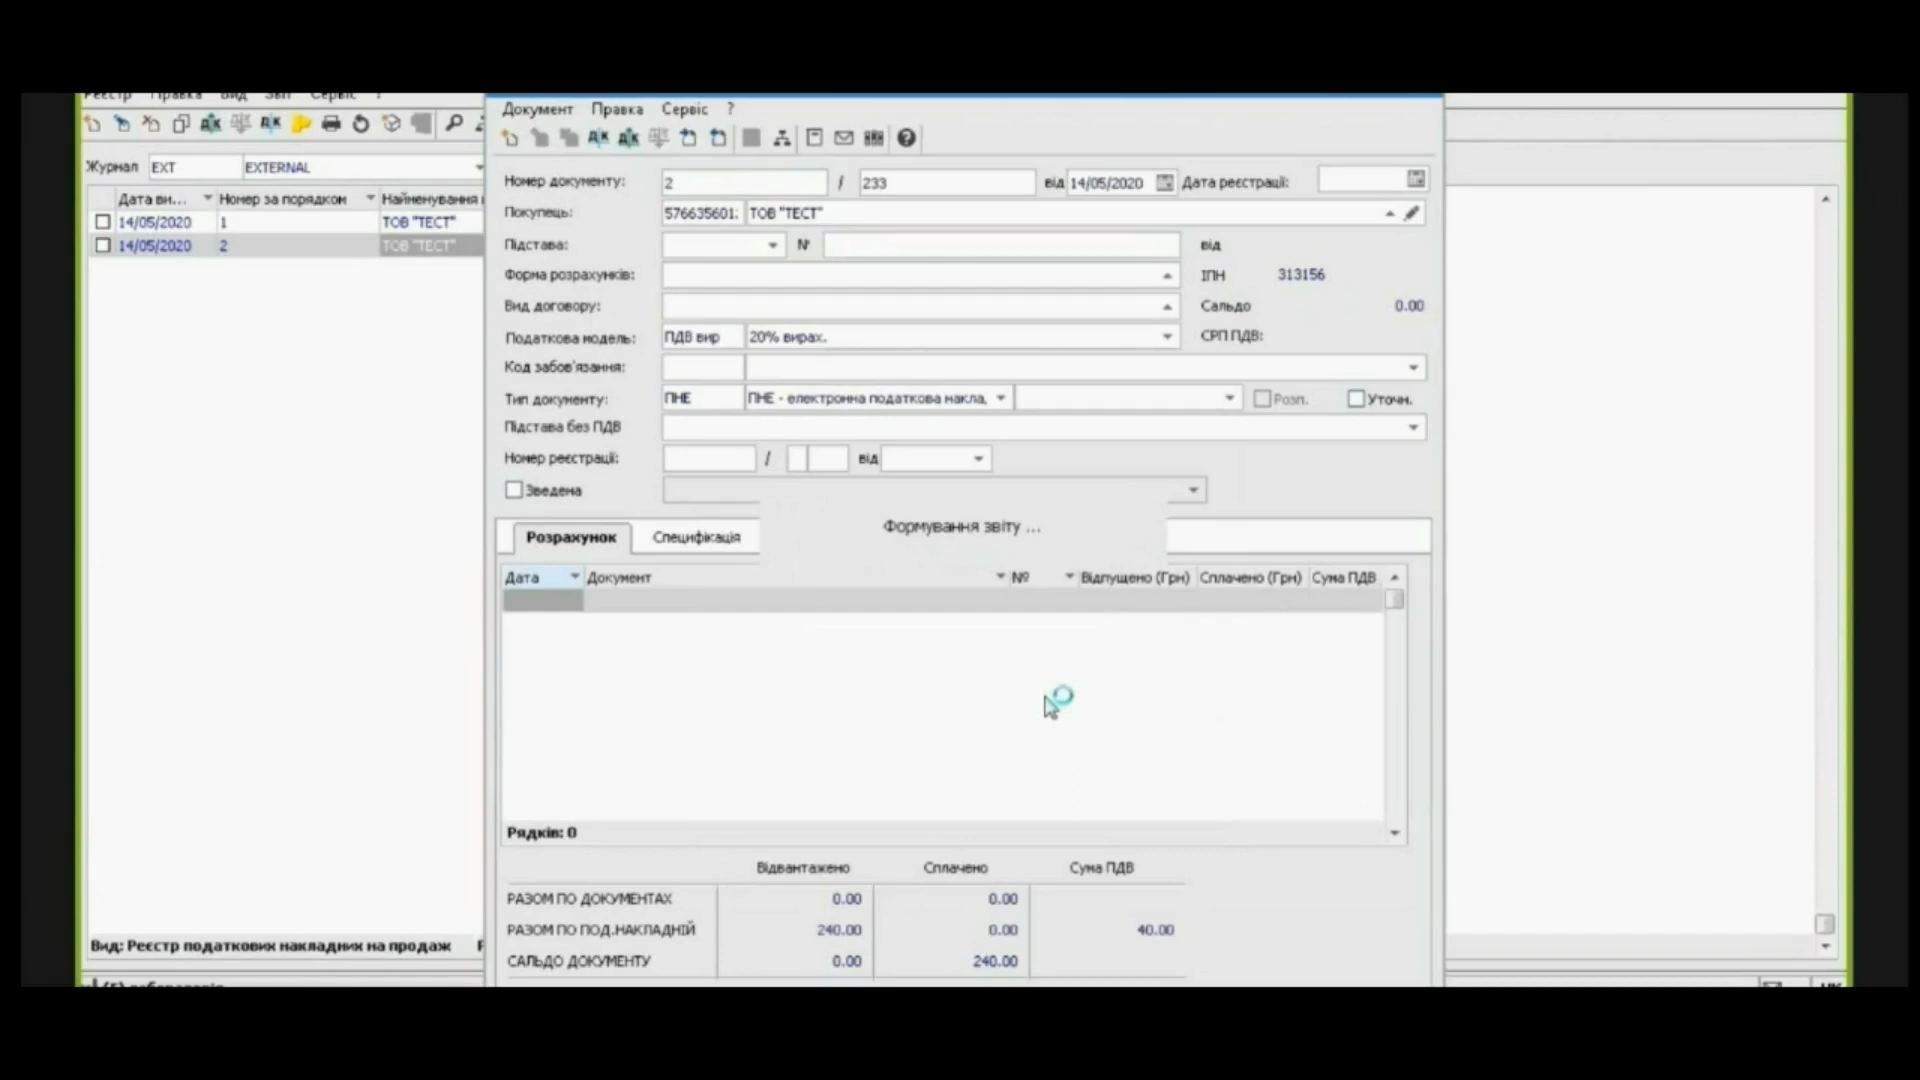 Реєстр Правка Вид Звіт Сервіс ?
Журнал EXT EXTERNAL
Дата ви... Номер за порядком Найменування
14/05/2020 1 ТОВ "ТЕСТ"
14/05/2020 2 ТОВ "ТЕСТ"
Вид: Реєстр податкових накладних на продаж
Документ Правка Сервіс ?
Номер документу: 2 / 233 від 14/05/2020 Дата реєстрації:
Покупець: 576635601: ТОВ "ТЕСТ"
Підстава: № від
Форма розрахунків: ІПН 313156
Вид договору: Сальдо 0.00
Податкова модель: ПДВ вир 20% вирах. СРП ПДВ:
Код забов'язання:
Тип документу: ПНЕ ПНЕ - електронна податкова накла, Розп. Уточн.
Підстава без ПДВ
Номер реєстрації: / від
Зведена
Формування звіту ...
Розрахунок Специфікація
Дата Документ №º Відпущено (Грн) Сплачено (Грн) Сума ПДВ
Рядків: 0
Відвантажено Сплачено Сума ПДВ
РАЗОМ ПО ДОКУМЕНТАХ 0.00 0.00
РАЗОМ ПО ПОД.НАКЛАДНІЙ 240.00 0.00 40.00
САЛЬДО ДОКУМЕНТУ 0.00 240.00